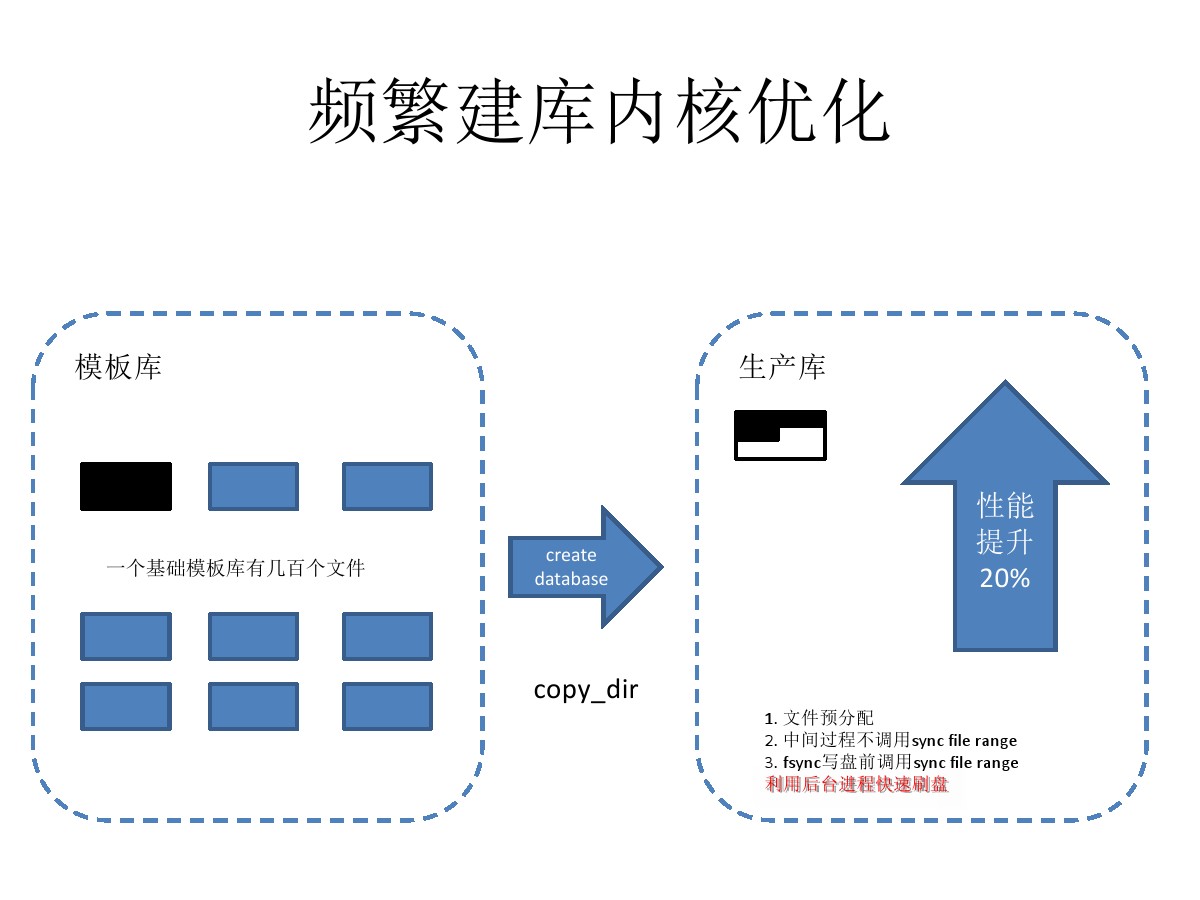 频繁建库内核优化
模板库
一个基础模板库有几百个文件
create
database
copy_dir
生产库
性能
提升
20%
1. 文件预分配
2. 中间过程不调用sync file range
3. fsync写盘前调用sync file range
利用后台进程快速刷盘